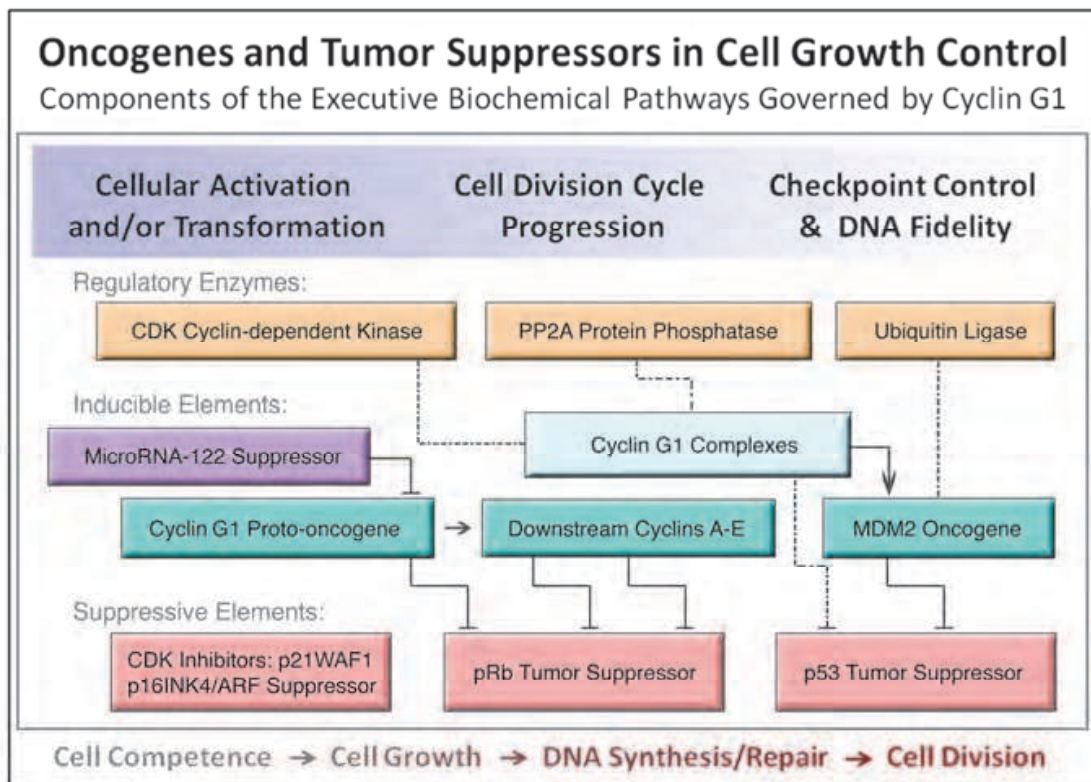 Oncogenes and Tumor Suppressors in Cell Growth Control
Components of the Executive Biochemical Pathways Governed by Cyclin G1
Cellular Activation
and/or Transformation
Cell Division Cycle
Progression
Checkpoint Control
& DNA Fidelity
Regulatory Enzymes:
CDK Cyclin-dependent Kinase
PP2A Protein Phosphatase
Ubiquitin Ligase
Inducible Elements:
MicroRNA-122 Suppressor
Cyclin G1 Complexes
Cyclin G1 Proto-oncogene
Downstream Cyclins A-E
MDM2 Oncogene
Suppressive Elements:
CDK Inhibitors: p21WAF1
p16INK4/ARF Suppressor
pRb Tumor Suppressor
p53 Tumor Suppressor
Cell Competence → Cell Growth → DNA Synthesis/Repair → Cell Division